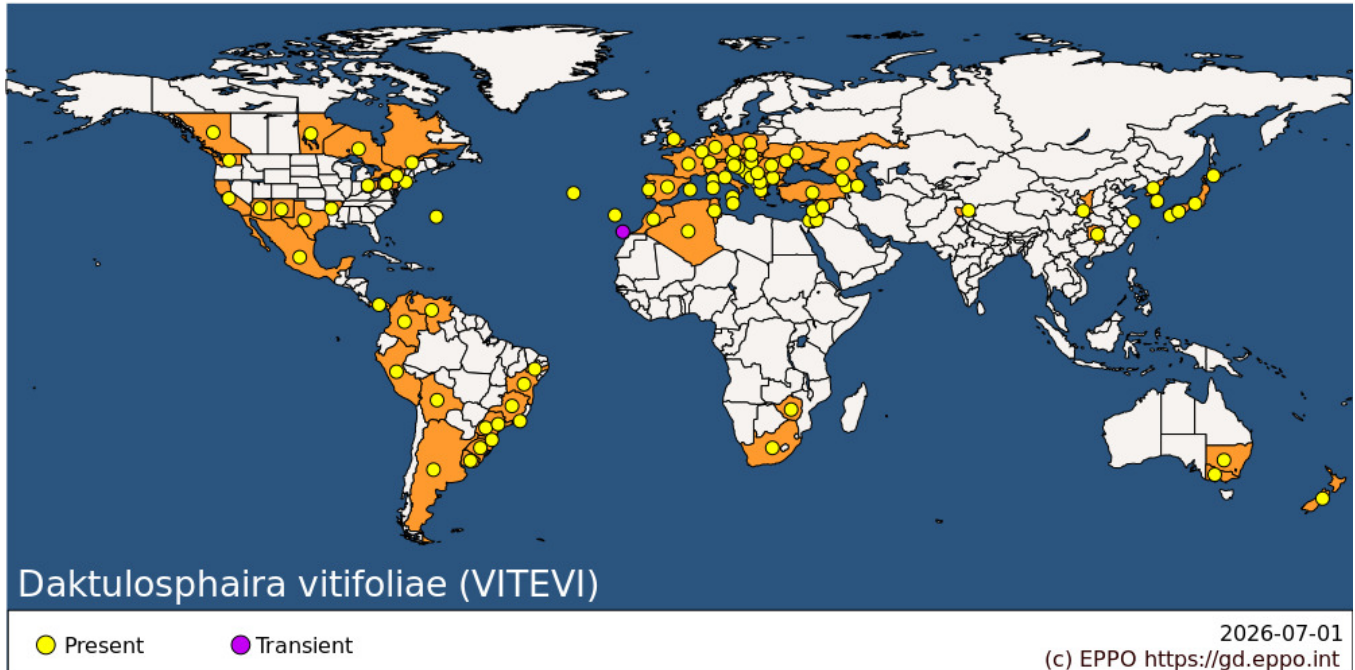 Daktulosphaira vitifoliae (VITEVI)
Present
Transient
2026-07-01
(c) EPPO https://gd.eppo.int